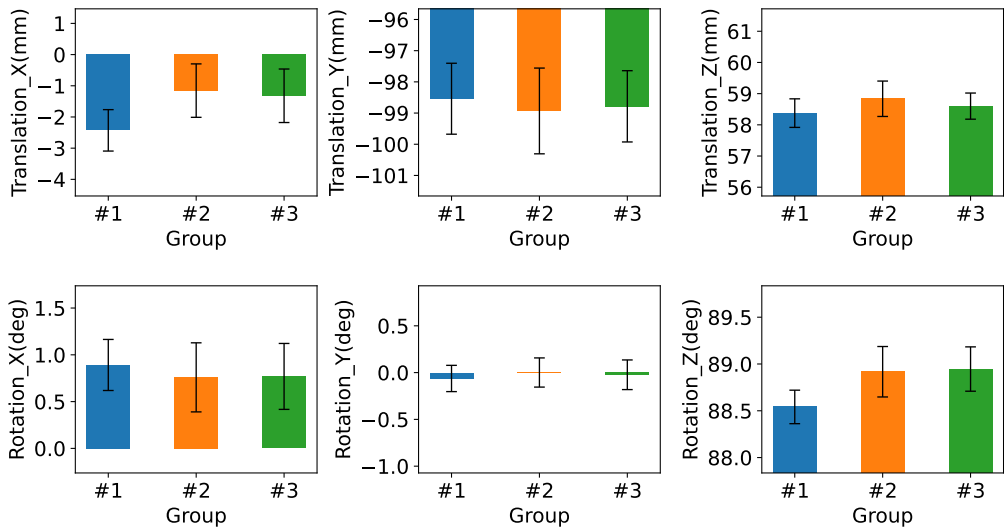 Translation_X(mm)
1
0
−1
−2
−3
−4
#1 #2 #3
Group
Translation_Y(mm)
−96
−97
−98
−99
−100
−101
#1 #2 #3
Group
Translation_Z(mm)
61
60
59
58
57
56
#1 #2 #3
Group
Rotation_X(deg)
1.5
1.0
0.5
0.0
#1 #2 #3
Group
Rotation_Y(deg)
0.5
0.0
−0.5
−1.0
#1 #2 #3
Group
Rotation_Z(deg)
89.5
89.0
88.5
88.0
#1 #2 #3
Group